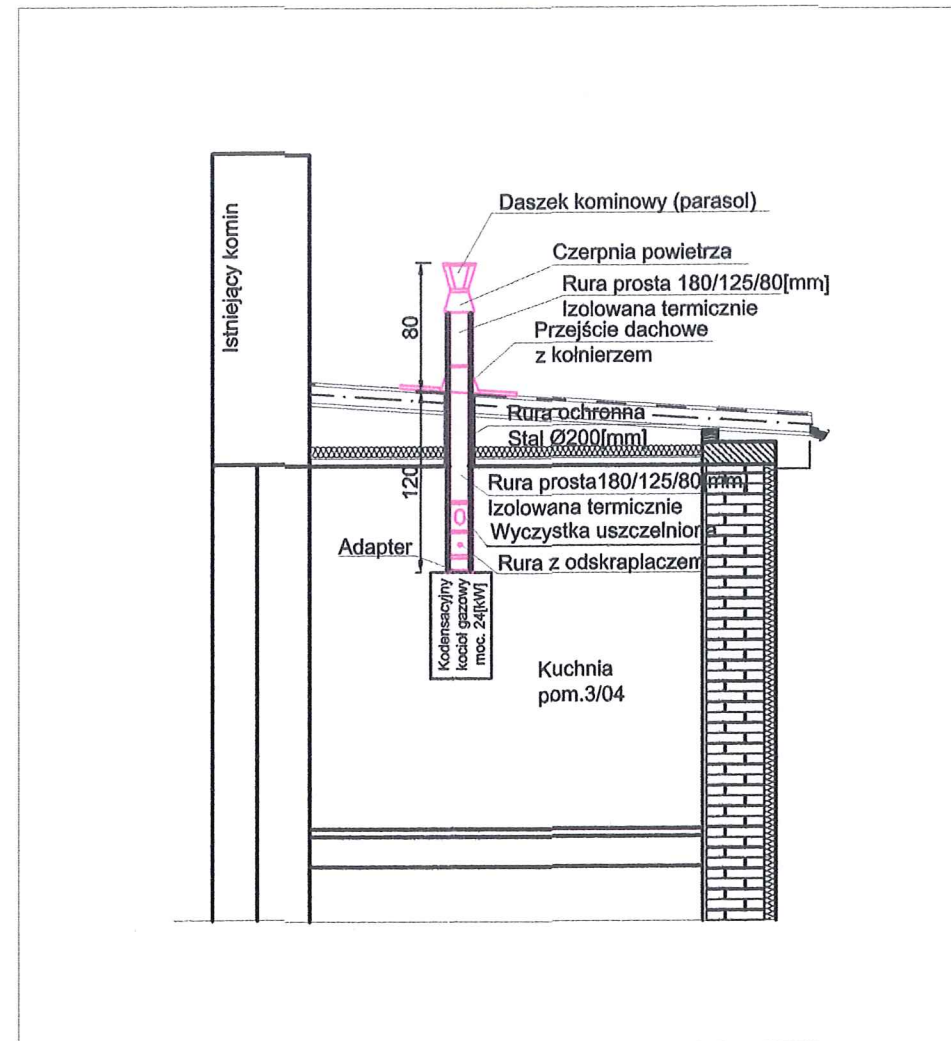 Istniejący komin
Daszek kominowy (parasol)
Czerpnia powietrza
Rura prosta 180/125/80[mm]
Izolowana termicznie
Przejście dachowe
z kołnierzem
80
Rura ochronna
Stal Ø200[mm]
120
Rura prosta180/125/80[mm]
Izolowana termicznie
Wyczystka uszczelniona
Adapter
Rura z odskraplaczem
Kodensacyjny
kocioł gazowy
moc. 24[kW]
Kuchnia
pom.3/04